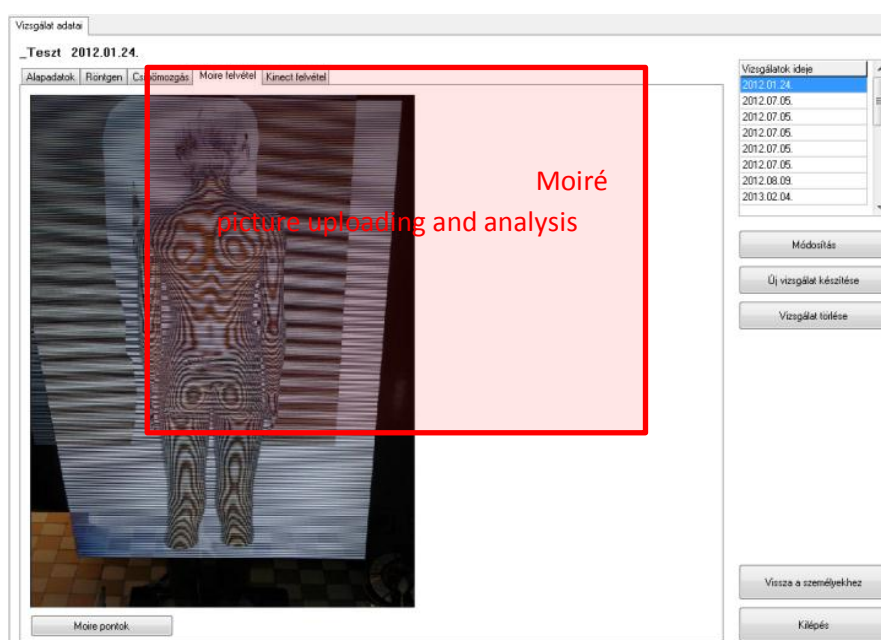 Vizsgálat adatai
_Teszt 2012.01.24.
Alapadatok Röntgen Csípőmozgás Moire felvétel Kinect felvétel
Moiré
picture uploading and analysis
Moire pontok
Vizsgálatok ideje
2012.01.24.
2012.07.05.
2012.07.05.
2012.07.05.
2012.07.05.
2012.07.05.
2012.08.09.
2013.02.04.
Módosítás
Új vizsgálat készítése
Vizsgálat törlése
Vissza a személyekhez
Kilépés